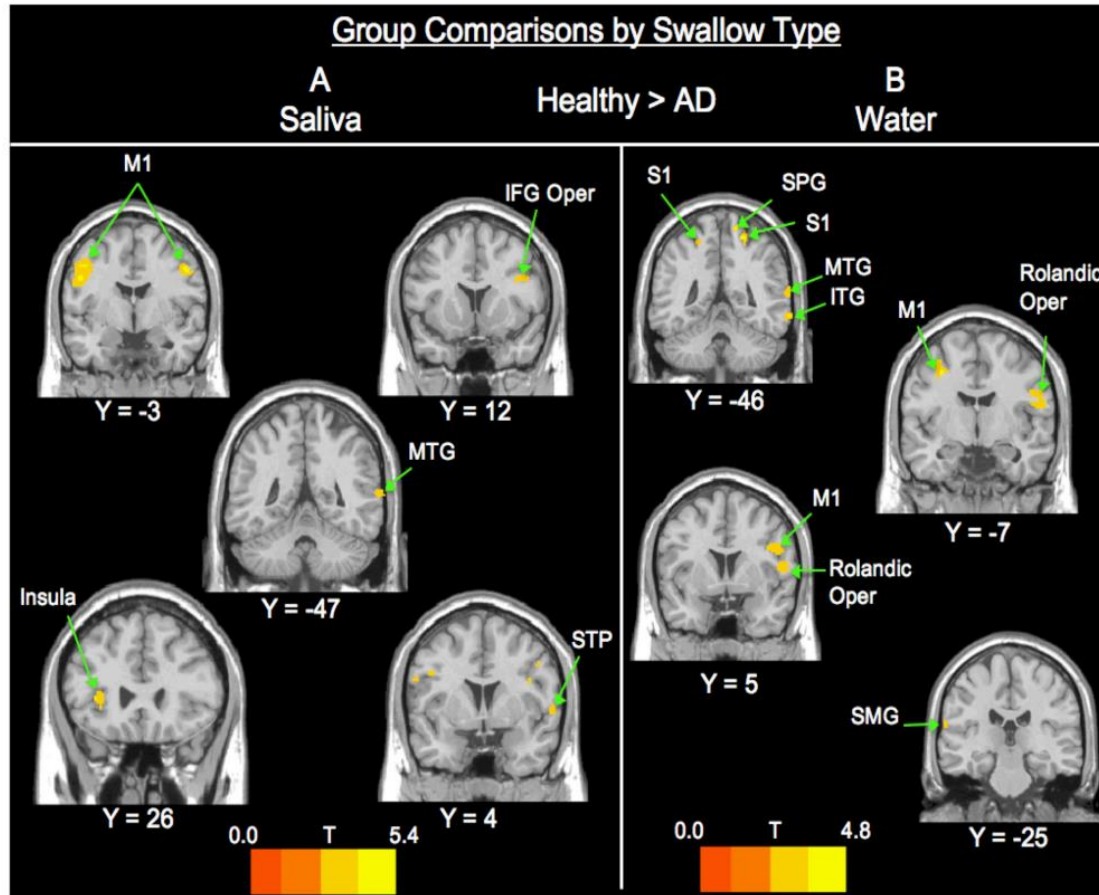 Group Comparisons by Swallow Type
A
Saliva
Healthy > AD
B
Water
M1
IFG Oper
Y = -3
Y = 12
MTG
Y = -47
Insula
STP
Y = 26
Y = 4
0.0 T 5.4
S1
SPG
S1
MTG
ITG
Y = -46
Rolandic
Oper
M1
Y = -7
M1
Rolandic
Oper
Y = 5
SMG
Y = -25
0.0 T 4.8